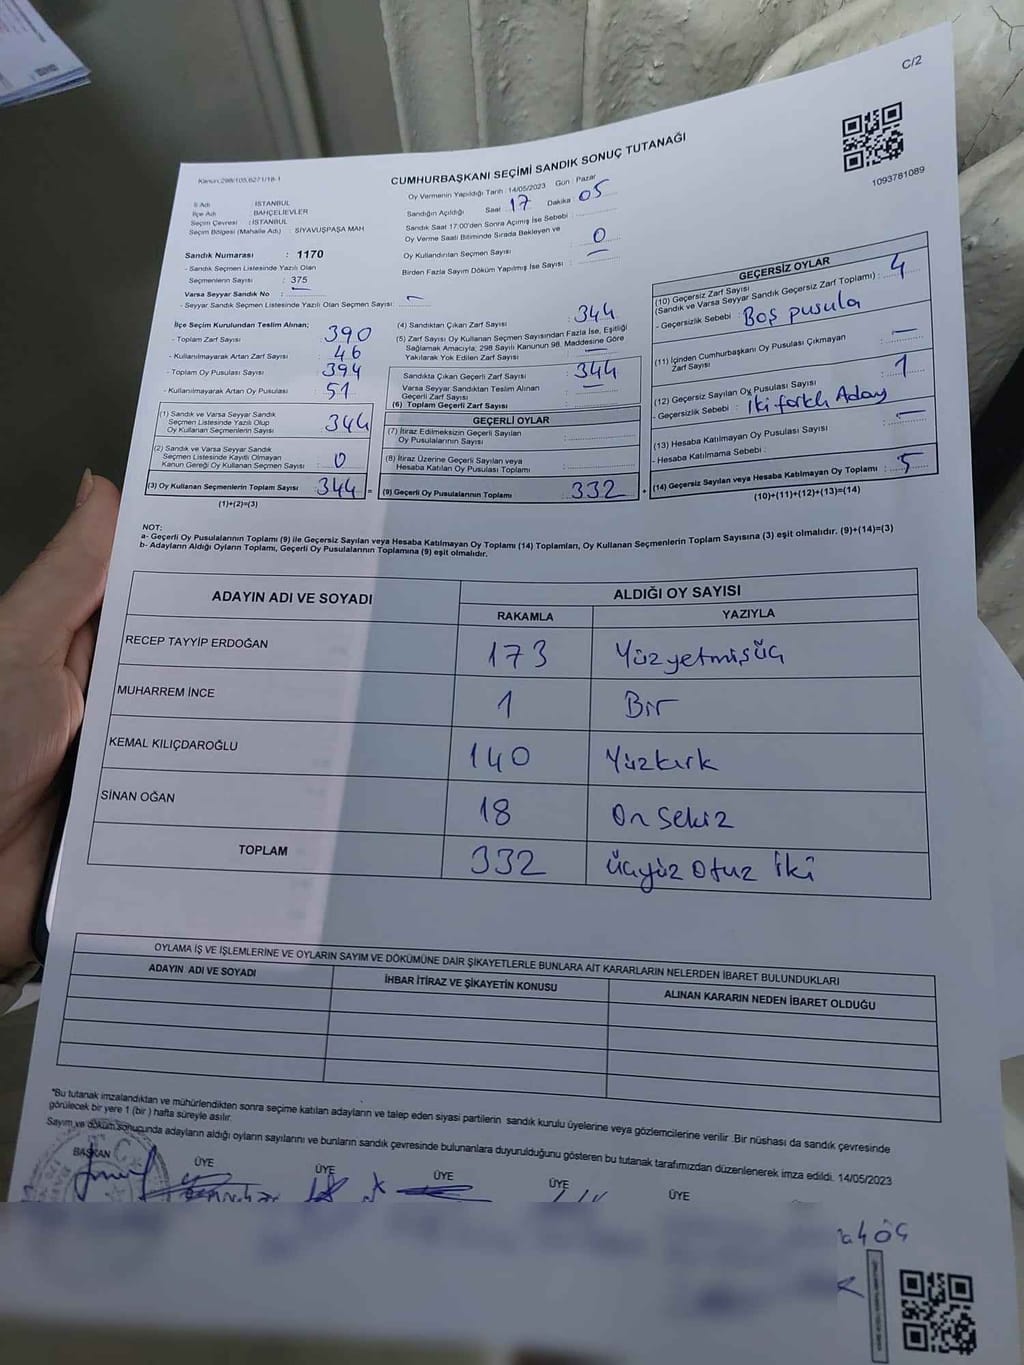 C/2
Kanun:298/105,6271/18-1
CUMHURBAŞKANI SEÇİMİ SANDIK SONUÇ TUTANAĞI
1093781089
İl Adı : İSTANBUL
İlçe Adı : BAHÇELİEVLER
Seçim Çevresi : İSTANBUL
Seçim Bölgesi (Mahalle Adı) : SİYAVUŞPAŞA MAH
Sandık Numarası : 1170
- Sandık Seçmen Listesinde Yazılı Olan
Seçmenlerin Sayısı : 375
Varsa Seyyar Sandık No :
- Seyyar Sandık Seçmen Listesinde Yazılı Olan Seçmen Sayısı:
Oy Vermenin Yapıldığı Tarih : 14/05/2023 Gün : Pazar
Sandığın Açıldığı Saat 17 Dakika 05
Sandık Saat 17:00'den Sonra Açılmış İse Sebebi :
Oy Verme Saati Bitiminde Sırada Bekleyen ve
Oy Kullandırılan Seçmen Sayısı : 0
Birden Fazla Sayım Döküm Yapılmış İse Sayısı :
İlçe Seçim Kurulundan Teslim Alınan;
- Toplam Zarf Sayısı : 390
- Kullanılmayarak Artan Zarf Sayısı : 46
- Toplam Oy Pusulası Sayısı : 394
- Kullanılmayarak Artan Oy Pusulası : 51
(1) Sandık ve Varsa Seyyar Sandık
Seçmen Listesinde Yazılı Olup
Oy Kullanan Seçmenlerin Sayısı : 344
(2) Sandık ve Varsa Seyyar Sandık
Seçmen Listesinde Kayıtlı Olmayan
Kanun Gereği Oy Kullanan Seçmen Sayısı : 0
(3) Oy Kullanan Seçmenlerin Toplam Sayısı : 344 =
(1)+(2)=(3)
(4) Sandıktan Çıkan Zarf Sayısı : 344
(5) Zarf Sayısı Oy Kullanan Seçmen Sayısından Fazla İse, Eşitliği
Sağlamak Amacıyla; 298 Sayılı Kanunun 98. Maddesine Göre
Yakılarak Yok Edilen Zarf Sayısı
Sandıkta Çıkan Geçerli Zarf Sayısı : 344
Varsa Seyyar Sandıktan Teslim Alınan
Geçerli Zarf Sayısı
(6) Toplam Geçerli Zarf Sayısı :
GEÇERLİ OYLAR
(7) İtiraz Edilmeksizin Geçerli Sayılan
Oy Pusulalarının Sayısı :
(8) İtiraz Üzerine Geçerli Sayılan veya
Hesaba Katılan Oy Pusulası Toplamı :
(9) Geçerli Oy Pusulalarının Toplamı : 332 +
GEÇERSİZ OYLAR
(10) Geçersiz Zarf Sayısı
(Sandık ve Varsa Seyyar Sandık Geçersiz Zarf Toplamı) : 4
- Geçersizlik Sebebi : Boş pusula
(11) İçinden Cumhurbaşkanı Oy Pusulası Çıkmayan
Zarf Sayısı :
(12) Geçersiz Sayılan Oy Pusulası Sayısı : 1
- Geçersizlik Sebebi : İki farklı Aday
(13) Hesaba Katılmayan Oy Pusulası Sayısı :
- Hesaba Katılmama Sebebi :
(14) Geçersiz Sayılan veya Hesaba Katılmayan Oy Toplamı : 5
(10)+(11)+(12)+(13)=(14)
NOT:
a- Geçerli Oy Pusulalarının Toplamı (9) ile Geçersiz Sayılan veya Hesaba Katılmayan Oy Toplamı (14) Toplamları, Oy Kullanan Seçmenlerin Toplam Sayısına (3) eşit olmalıdır. (9)+(14)=(3)
b- Adayların Aldığı Oyların Toplamı, Geçerli Oy Pusulalarının Toplamına (9) eşit olmalıdır.
ADAYIN ADI VE SOYADI
ALDIĞI OY SAYISI
RAKAMLA YAZIYLA
RECEP TAYYİP ERDOĞAN 173 Yüzyetmişüç
MUHARREM İNCE 1 Bir
KEMAL KILIÇDAROĞLU 140 Yüzkırk
SİNAN OĞAN 18 On Sekiz
TOPLAM 332 üçyüz Otuz İki
OYLAMA İŞ VE İŞLEMLERİNE VE OYLARIN SAYIM VE DÖKÜMÜNE DAİR ŞİKAYETLERLE BUNLARA AİT KARARLARIN NELERDEN İBARET BULUNDUKLARI
ADAYIN ADI VE SOYADI İHBAR İTİRAZ VE ŞİKAYETİN KONUSU ALINAN KARARIN NEDEN İBARET OLDUĞU
*Bu tutanak imzalandıktan ve mühürlendikten sonra seçime katılan adayların ve talep eden siyasi partilerin sandık kurulu üyelerine veya gözlemcilerine verilir .Bir nüshası da sandık çevresinde
görülecek bir yere 1 (bir ) hafta süreyle asılır.
Sayım ve döküm sonucunda adayların aldığı oyların sayılarını ve bunların sandık çevresinde bulunanlara duyurulduğunu gösteren bu tutanak tarafımızdan düzenlenerek imza edildi. 14/05/2023
BAŞKAN ÜYE ÜYE ÜYE ÜYE ÜYE